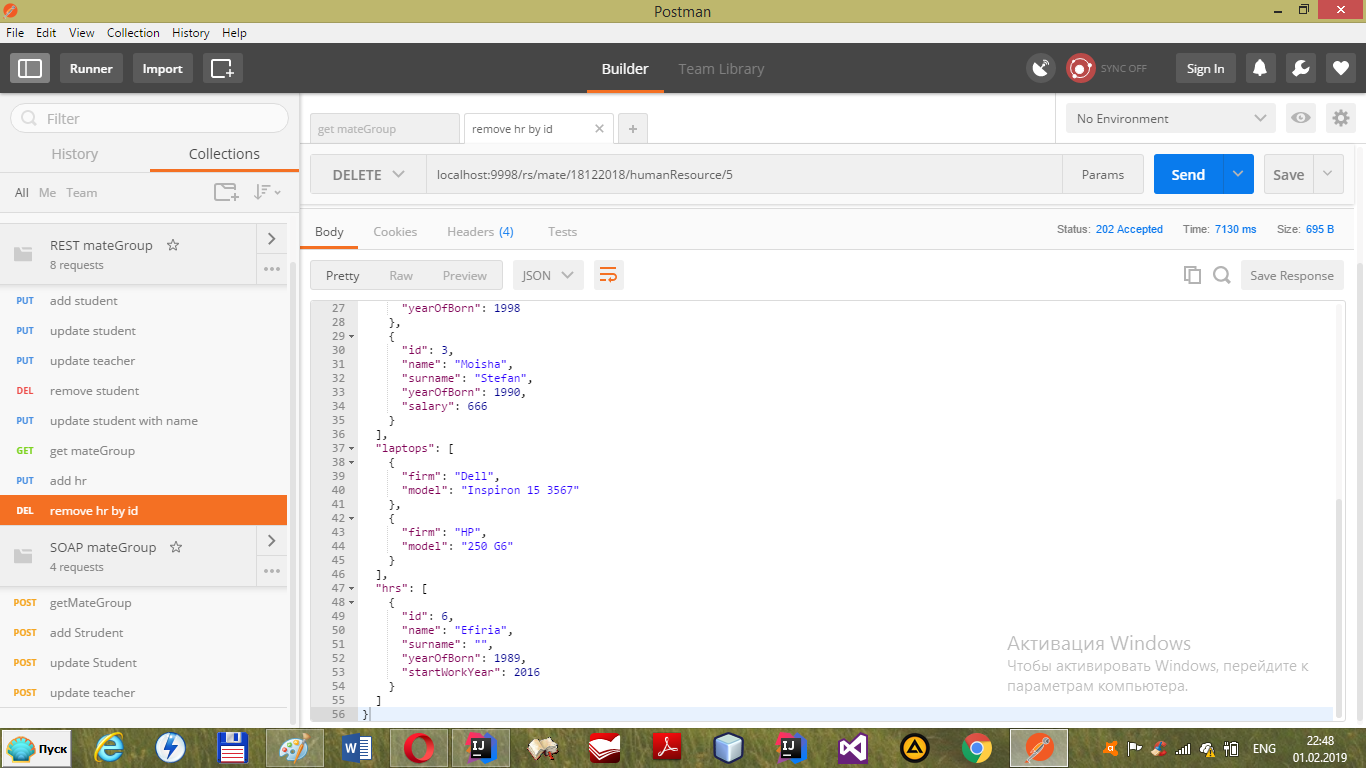 Postman
File Edit View Collection History Help
Runner Import Builder Team Library SYNC OFF Sign In
Filter
History Collections
All Me Team
REST mateGroup
8 requests
PUT add student
PUT update student
PUT update teacher
DEL remove student
PUT update student with name
GET get mateGroup
PUT add hr
DEL remove hr by id
SOAP mateGroup
4 requests
POST getMateGroup
POST add Strudent
POST update Student
POST update teacher
get mateGroup remove hr by id No Environment
DELETE localhost:9998/rs/mate/18122018/humanResource/5 Params Send Save
Body Cookies Headers (4) Tests Status: 202 Accepted Time: 7130 ms Size: 695 B
Pretty Raw Preview JSON Save Response
27 "yearOfBorn": 1998
28 },
29 {
30 "id": 3,
31 "name": "Moisha",
32 "surname": "Stefan",
33 "yearOfBorn": 1990,
34 "salary": 666
35 }
36 ],
37 "laptops": [
38 {
39 "firm": "Dell",
40 "model": "Inspiron 15 3567"
41 },
42 {
43 "firm": "HP",
44 "model": "250 G6"
45 }
46 ],
47 "hrs": [
48 {
49 "id": 6,
50 "name": "Efiria",
51 "surname": "",
52 "yearOfBorn": 1989,
53 "startWorkYear": 2016
54 }
55 ]
56 }
Активация Windows
Чтобы активировать Windows, перейдите к
параметрам компьютера.
Пуск ENG 22:48
01.02.2019